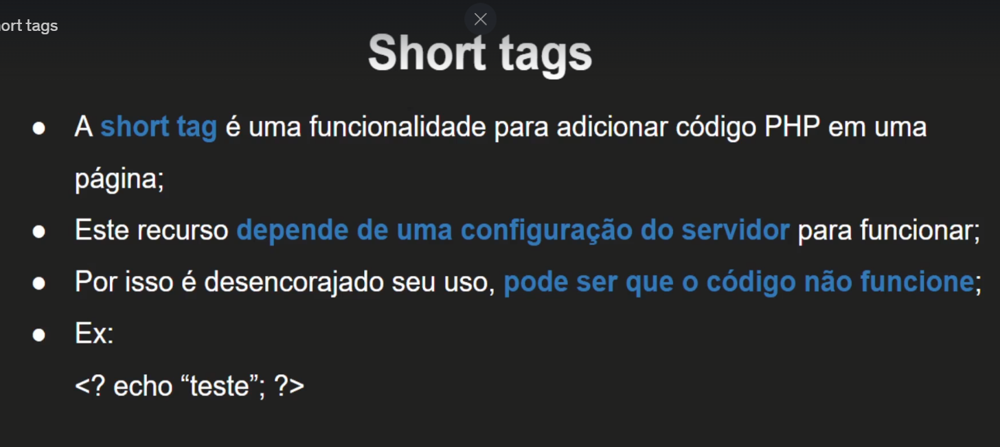 ort tags
Short tags
● A short tag é uma funcionalidade para adicionar código PHP em uma
página;
● Este recurso depende de uma configuração do servidor para funcionar;
● Por isso é desencorajado seu uso, pode ser que o código não funcione;
● Ex:
<? echo “teste”; ?>